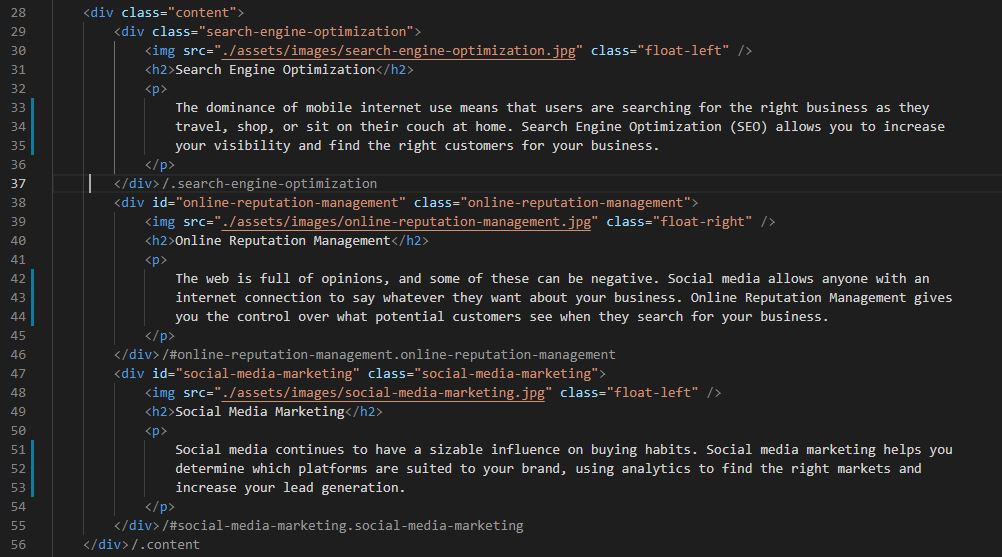 28 <div class="content">
29 <div class="search-engine-optimization">
30 <img src="./assets/images/search-engine-optimization.jpg" class="float-left" />
31 <h2>Search Engine Optimization</h2>
32 <p>
33 The dominance of mobile internet use means that users are searching for the right business as they
34 travel, shop, or sit on their couch at home. Search Engine Optimization (SEO) allows you to increase
35 your visibility and find the right customers for your business.
36 </p>
37 </div>/.search-engine-optimization
38 <div id="online-reputation-management" class="online-reputation-management">
39 <img src="./assets/images/online-reputation-management.jpg" class="float-right" />
40 <h2>Online Reputation Management</h2>
41 <p>
42 The web is full of opinions, and some of these can be negative. Social media allows anyone with an
43 internet connection to say whatever they want about your business. Online Reputation Management gives
44 you the control over what potential customers see when they search for your business.
45 </p>
46 </div>/#online-reputation-management.online-reputation-management
47 <div id="social-media-marketing" class="social-media-marketing">
48 <img src="./assets/images/social-media-marketing.jpg" class="float-left" />
49 <h2>Social Media Marketing</h2>
50 <p>
51 Social media continues to have a sizable influence on buying habits. Social media marketing helps you
52 determine which platforms are suited to your brand, using analytics to find the right markets and
53 increase your lead generation.
54 </p>
55 </div>/#social-media-marketing.social-media-marketing
56 </div>/.content